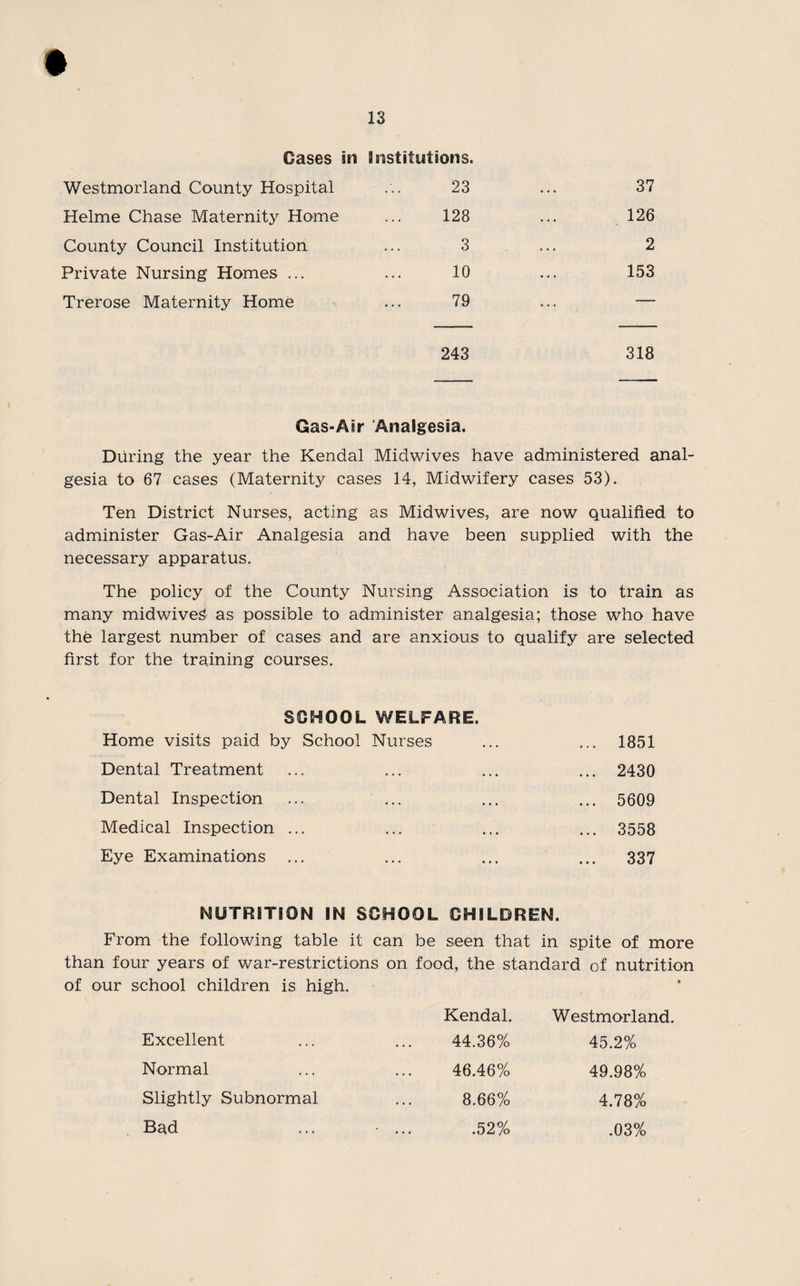 13
Cases in Institutions.
Westmorland County Hospital ... 23 ... 37
Helme Chase Maternity Home ... 128 ... 126
County Council Institution ... 3 ... 2
Private Nursing Homes ... ... 10 ... 153
Trerose Maternity Home ... 79 ... —
243 318
Gas-Air Analgesia.
During the year the Kendal Midwives have administered anal-
gesia to 67 cases (Maternity cases 14, Midwifery cases 53).
Ten District Nurses, acting as Midwives, are now qualified to
administer Gas-Air Analgesia and have been supplied with the
necessary apparatus.
The policy of the County Nursing Association is to train as
many midwives as possible to administer analgesia; those who have
the largest number of cases and are anxious to qualify are selected
first for the training courses.
SCHOOL WELFARE.
Home visits paid by School Nurses ... ... 1851
Dental Treatment ... ... ... ... 2430
Dental Inspection ... ... ... ... 5609
Medical Inspection ... ... ... ... 3558
Eye Examinations ... ... ... ... 337
NUTRITION IN SCHOOL CHILDREN.
From the following table it can be seen that in spite of more
than four years of war-restrictions on food, the standard of nutrition
of our school children is high.
Kendal. Westmorland.
Excellent ... ... 44.36% 45.2%
Normal ... ... 46.46% 49.98%
Slightly Subnormal ... 8.66% 4.78%
Bad ... ... .52% .03%